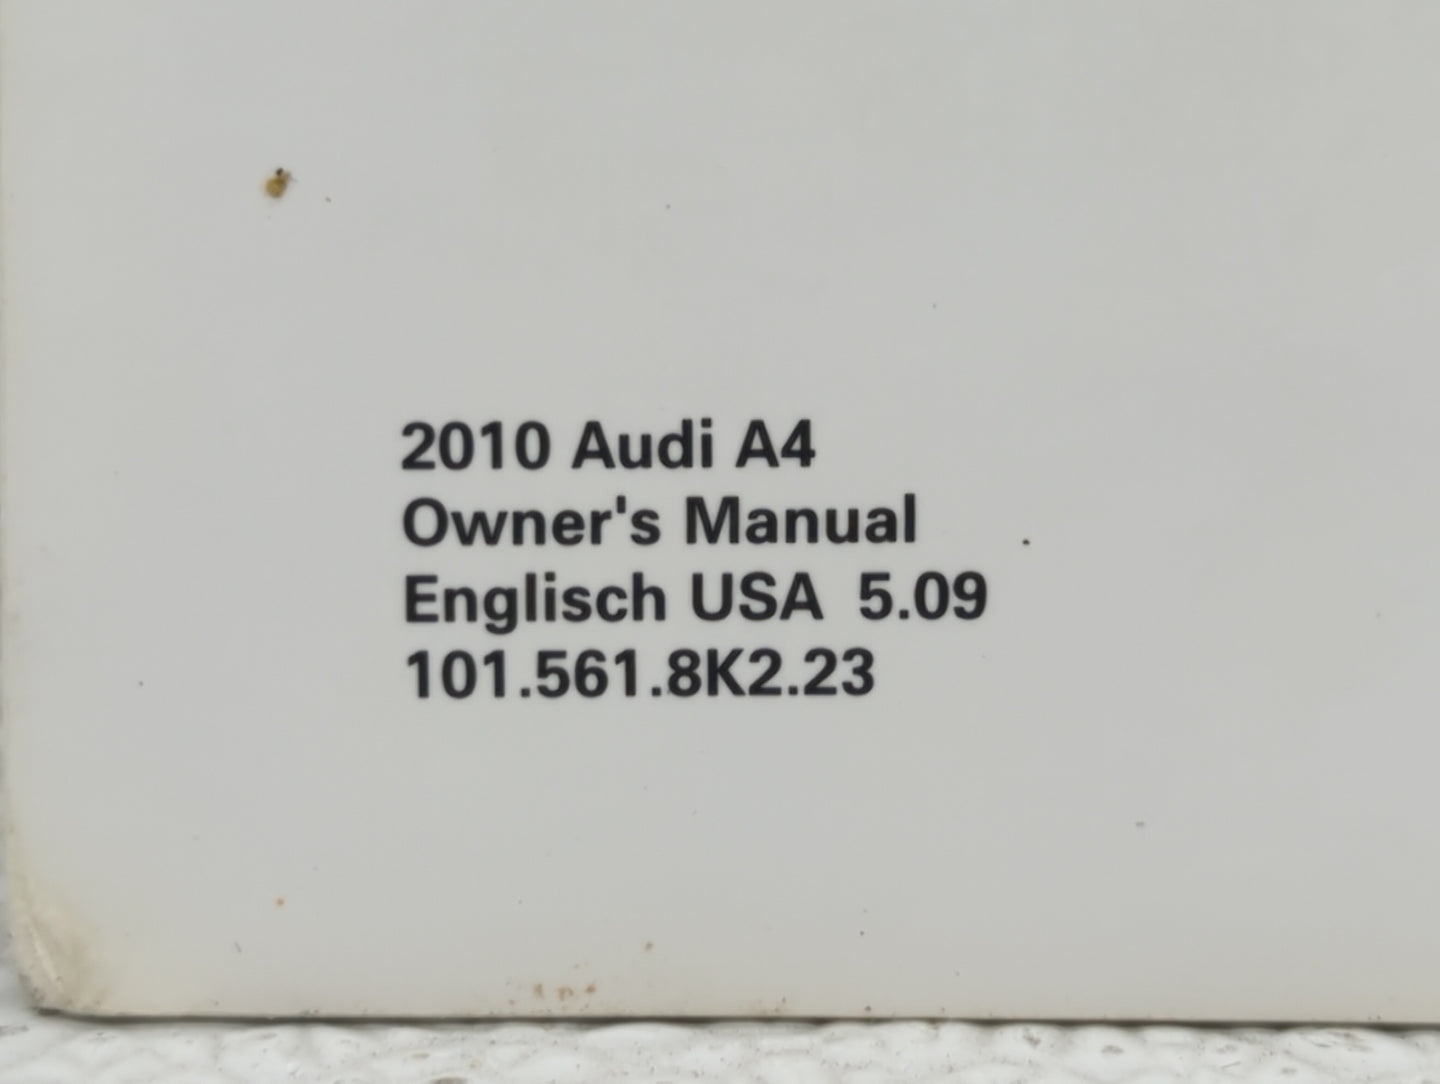 2010 Audi A4
Owner's Manual
Englisch USA 5.09
101.561.8K2.23